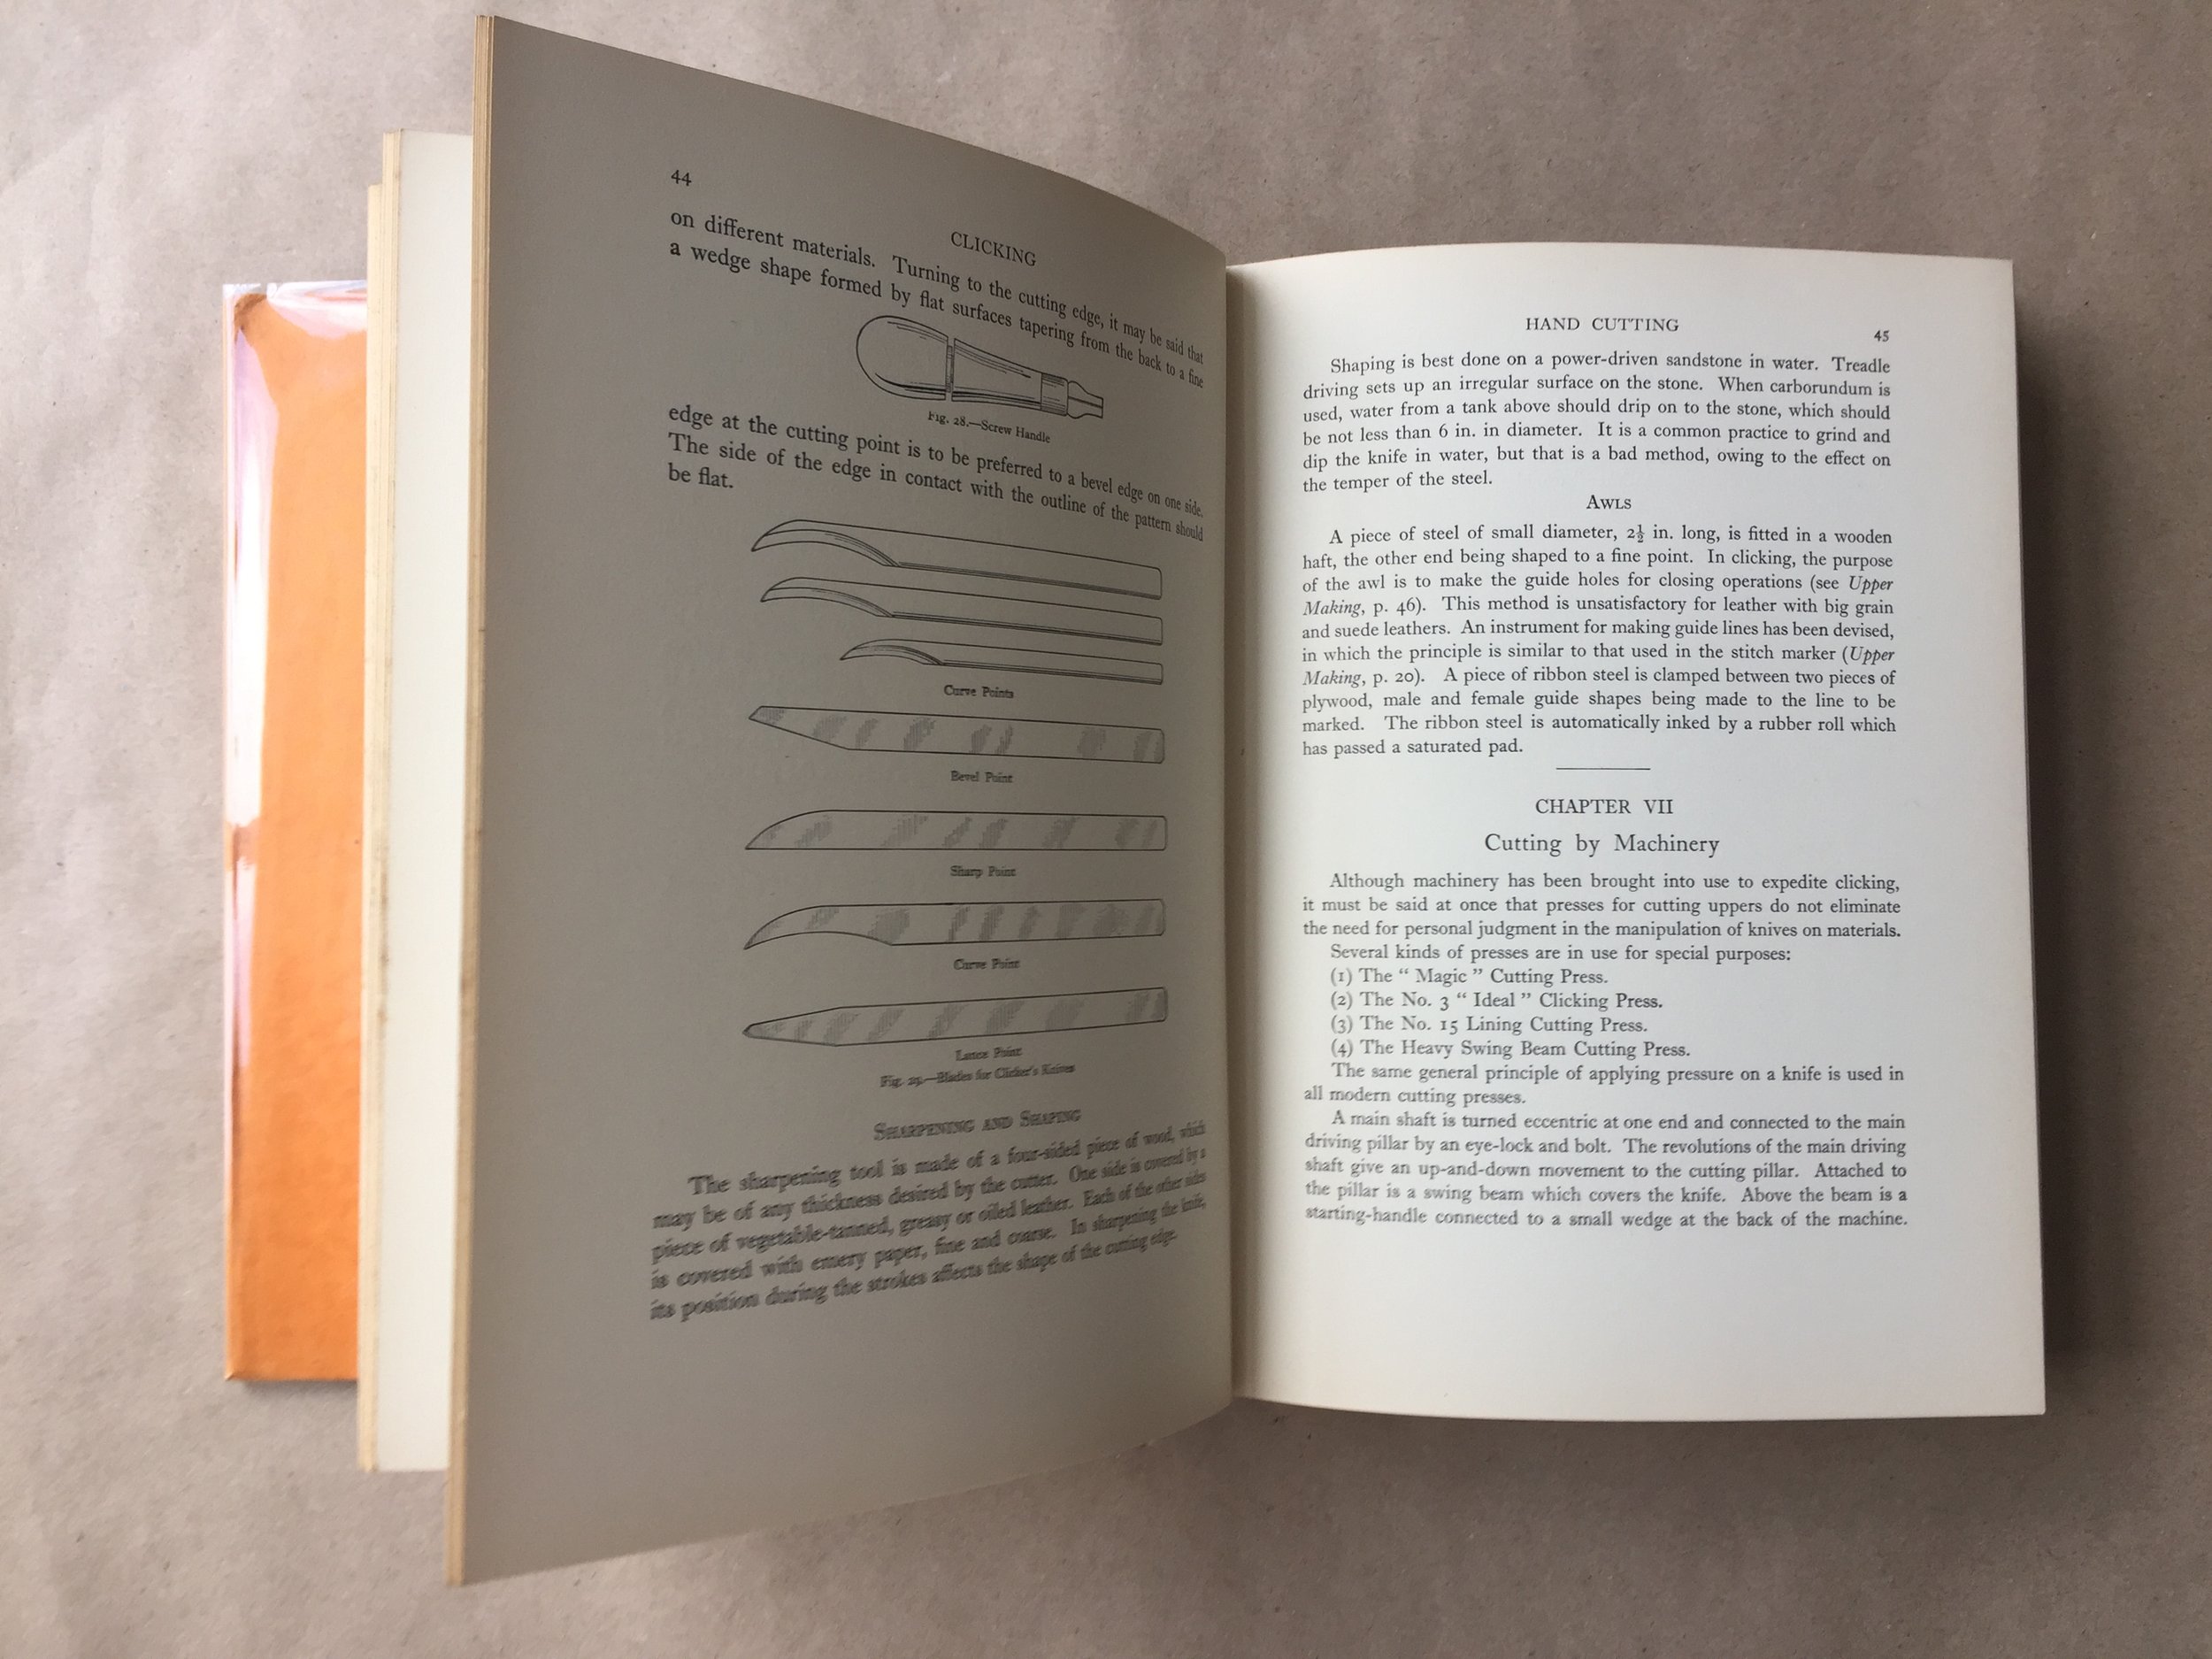 44
CLICKING
on different materials. Turning to the cutting edge, it may be said that
a wedge shape formed by flat surfaces tapering from the back to a fine
Fig. 28.—Screw Handle
edge at the cutting point is to be preferred to a bevel edge on one side.
The side of the edge in contact with the outline of the pattern should
be flat.
Curve Points
Bevel Point
Sharp Point
Curve Point
Lance Point
Fig. 29.—Blades for Clicker's Knives
SHARPENING AND SHAPING
The sharpening tool is made of a four-sided piece of wood, which
may be of any thickness desired by the cutter. One side is covered by a
piece of vegetable-tanned, greasy or oiled leather. Each of the other sides
is covered with emery paper, fine and coarse. In sharpening the knife,
its position during the strokes affects the shape of the cutting edge.
HAND CUTTING
45
Shaping is best done on a power-driven sandstone in water. Treadle
driving sets up an irregular surface on the stone. When carborundum is
used, water from a tank above should drip on to the stone, which should
be not less than 6 in. in diameter. It is a common practice to grind and
dip the knife in water, but that is a bad method, owing to the effect on
the temper of the steel.
AWLS
A piece of steel of small diameter, 2½ in. long, is fitted in a wooden
haft, the other end being shaped to a fine point. In clicking, the purpose
of the awl is to make the guide holes for closing operations (see Upper
Making, p. 46). This method is unsatisfactory for leather with big grain
and suede leathers. An instrument for making guide lines has been devised,
in which the principle is similar to that used in the stitch marker (Upper
Making, p. 20). A piece of ribbon steel is clamped between two pieces of
plywood, male and female guide shapes being made to the line to be
marked. The ribbon steel is automatically inked by a rubber roll which
has passed a saturated pad.
CHAPTER VII
Cutting by Machinery
Although machinery has been brought into use to expedite clicking,
it must be said at once that presses for cutting uppers do not eliminate
the need for personal judgment in the manipulation of knives on materials.
Several kinds of presses are in use for special purposes:
(1) The “ Magic ” Cutting Press.
(2) The No. 3 “ Ideal ” Clicking Press.
(3) The No. 15 Lining Cutting Press.
(4) The Heavy Swing Beam Cutting Press.
The same general principle of applying pressure on a knife is used in
all modern cutting presses.
A main shaft is turned eccentric at one end and connected to the main
driving pillar by an eye-lock and bolt. The revolutions of the main driving
shaft give an up-and-down movement to the cutting pillar. Attached to
the pillar is a swing beam which covers the knife. Above the beam is a
starting-handle connected to a small wedge at the back of the machine.